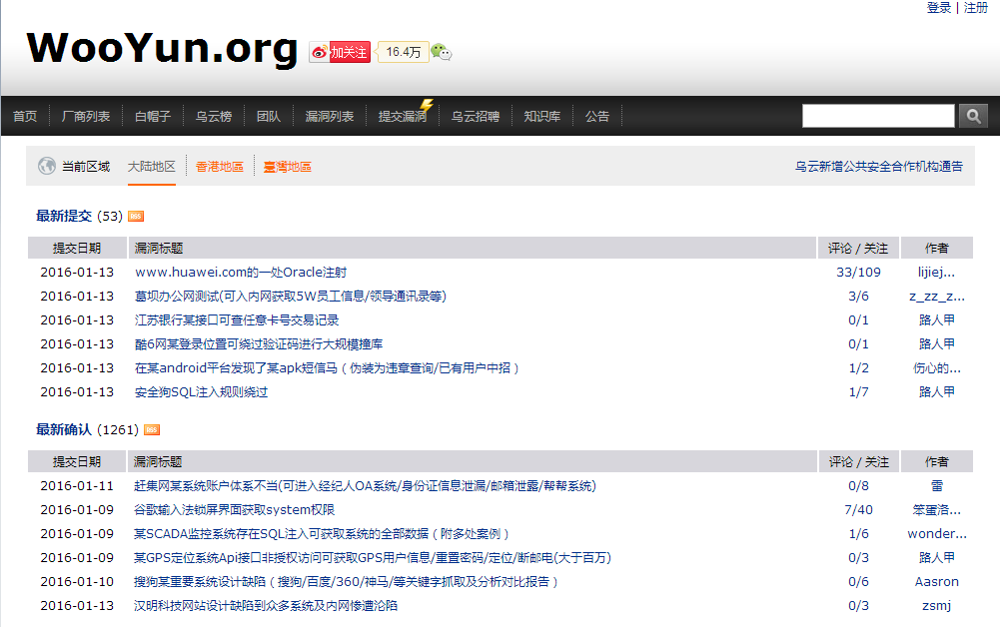 登录 | 注册
WooYun.org 加关注 16.4万
首页 厂商列表 白帽子 乌云榜 团队 漏洞列表 提交漏洞 乌云招聘 知识库 公告
当前区域 大陆地区 香港地區 臺灣地區 乌云新增公共安全合作机构通告
最新提交 (53) RSS
提交日期 漏洞标题 评论 / 关注 作者
2016-01-13 www.huawei.com的一处Oracle注射 33/109 lijiej...
2016-01-13 葛坝办公网测试(可入内网获取5W员工信息/领导通讯录等) 3/6 z_zz_z...
2016-01-13 江苏银行某接口可查任意卡号交易记录 0/1 路人甲
2016-01-13 酷6网某登录位置可绕过验证码进行大规模撞库 0/1 路人甲
2016-01-13 在某android平台发现了某apk短信马（伪装为违章查询/已有用户中招） 1/2 伤心的...
2016-01-13 安全狗SQL注入规则绕过 1/7 路人甲
最新确认 (1261) RSS
提交日期 漏洞标题 评论 / 关注 作者
2016-01-11 赶集网某系统账户体系不当(可进入经纪人OA系统/身份证信息泄漏/邮箱泄露/帮帮系统) 0/8 雷
2016-01-09 谷歌输入法锁屏界面获取system权限 7/40 笨蛋洛...
2016-01-09 某SCADA监控系统存在SQL注入可获取系统的全部数据（附多处案例） 1/6 wonder...
2016-01-09 某GPS定位系统Api接口非授权访问可获取GPS用户信息/重置密码/定位/断邮电(大于百万) 0/3 路人甲
2016-01-10 搜狗某重要系统设计缺陷（搜狗/百度/360/神马/等关键字抓取及分析对比报告） 0/6 Aasron
2016-01-13 汉明科技网站设计缺陷到众多系统及内网惨遭沦陷 0/3 zsmj